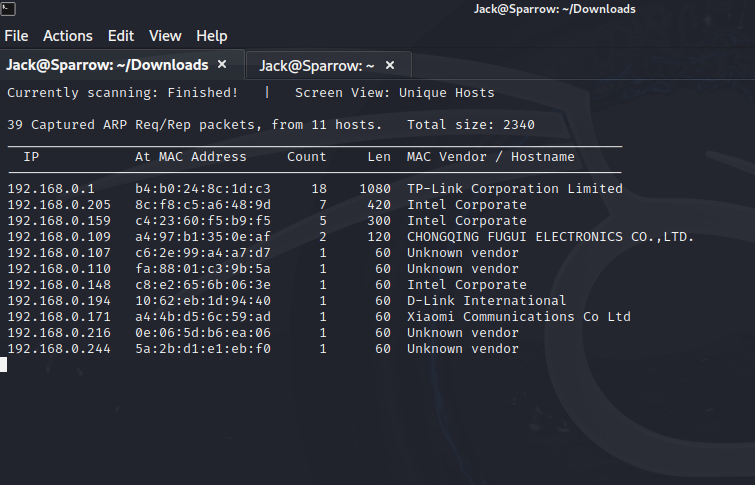 Jack@Sparrow: ~/Downloads
File Actions Edit View Help
Jack@Sparrow: ~/Downloads × Jack@Sparrow: ~ ×
Currently scanning: Finished! | Screen View: Unique Hosts
39 Captured ARP Req/Rep packets, from 11 hosts. Total size: 2340
IP At MAC Address Count Len MAC Vendor / Hostname
192.168.0.1 b4:b0:24:8c:1d:c3 18 1080 TP-Link Corporation Limited
192.168.0.205 8c:f8:c5:a6:48:9d 7 420 Intel Corporate
192.168.0.159 c4:23:60:f5:b9:f5 5 300 Intel Corporate
192.168.0.109 a4:97:b1:35:0e:af 2 120 CHONGQING FUGUI ELECTRONICS CO.,LTD.
192.168.0.107 c6:2e:99:a4:a7:d7 1 60 Unknown vendor
192.168.0.110 fa:88:01:c3:9b:5a 1 60 Unknown vendor
192.168.0.148 c8:e2:65:6b:06:3e 1 60 Intel Corporate
192.168.0.194 10:62:eb:1d:94:40 1 60 D-Link International
192.168.0.171 a4:4b:d5:6c:59:ad 1 60 Xiaomi Communications Co Ltd
192.168.0.216 0e:06:5d:b6:ea:06 1 60 Unknown vendor
192.168.0.244 5a:2b:d1:e1:eb:f0 1 60 Unknown vendor